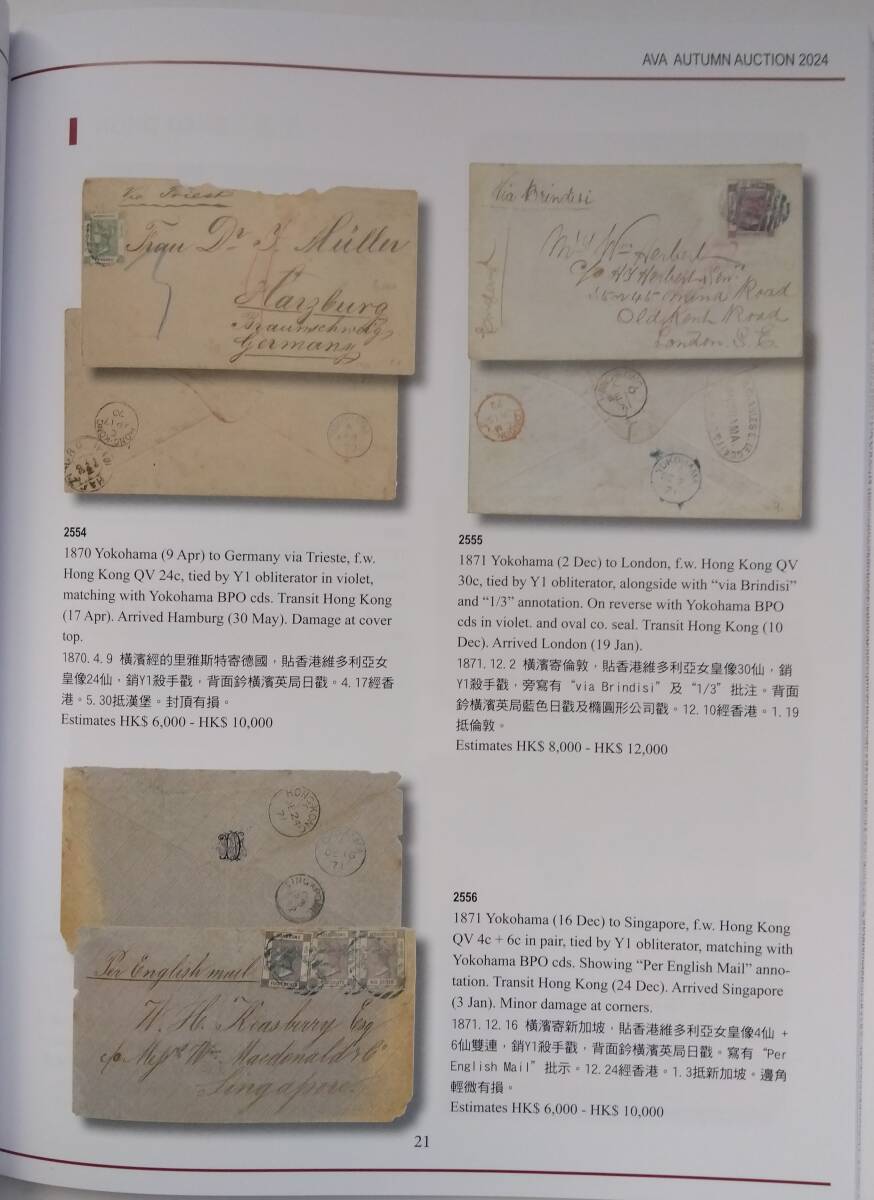 AVA AUTUMN AUCTION 2024
Via Triest
Frau Dr J. Müller
Harzburg
Braunschweig
Germany
HONGKONG
2554
1870 Yokohama (9 Apr) to Germany via Trieste, f.w.
Hong Kong QV 24c, tied by Y1 obliterator in violet,
matching with Yokohama BPO cds. Transit Hong Kong
(17 Apr). Arrived Hamburg (30 May). Damage at cover
top.
1870.4.9 橫濱經的里雅斯特寄德國，貼香港維多利亞女
皇像24仙，銷Y1殺手戳，背面鈐橫濱英局日戳。4.17經香
港。5.30抵漢堡。封頂有損。
Estimates HK$ 6,000 - HK$ 10,000
Via Brindisi
England
Wm Herbert
c/o
Road
Old Kent Road
London. S.E.
YOKOHAMA
2555
1871 Yokohama (2 Dec) to London, f.w. Hong Kong QV
30c, tied by Y1 obliterator, alongside with “via Brindisi”
and “1/3” annotation. On reverse with Yokohama BPO
cds in violet. and oval co. seal. Transit Hong Kong (10
Dec). Arrived London (19 Jan).
1871.12.2 橫濱寄倫敦，貼香港維多利亞女皇像30仙，銷
Y1殺手戳，旁寫有“via Brindisi”及“1/3”批注。背面
鈐橫濱英局藍色日戳及橢圓形公司戳。12.10經香港。1.19
抵倫敦。
Estimates HK$ 8,000 - HK$ 12,000
HONGKONG
SINGAPORE
Per English mail
W. H. Keasberry Esq
c/o Messrs Wm Macdonald & Co
Singapore
2556
1871 Yokohama (16 Dec) to Singapore, f.w. Hong Kong
QV 4c + 6c in pair, tied by Y1 obliterator, matching with
Yokohama BPO cds. Showing “Per English Mail” anno-
tation. Transit Hong Kong (24 Dec). Arrived Singapore
(3 Jan). Minor damage at corners.
1871.12.16 橫濱寄新加坡，貼香港維多利亞女皇像4仙 +
6仙雙連，銷Y1殺手戳，背面鈐橫濱英局日戳。寫有“Per
English Mail”批示。12.24經香港。1.3抵新加坡。邊角
輕微有損。
Estimates HK$ 6,000 - HK$ 10,000
21